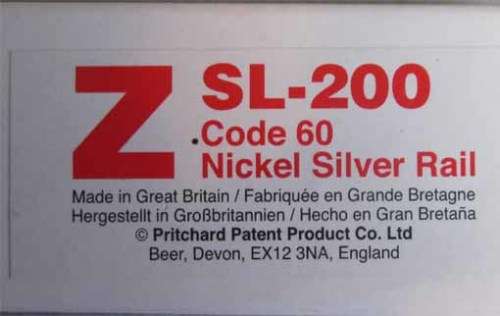 Z SL-200
Code 60
Nickel Silver Rail
Made in Great Britain / Fabriquée en Grande Bretagne
Hergestellt in Großbritannien / Hecho en Gran Bretaña
© Pritchard Patent Product Co. Ltd
Beer, Devon, EX12 3NA, England